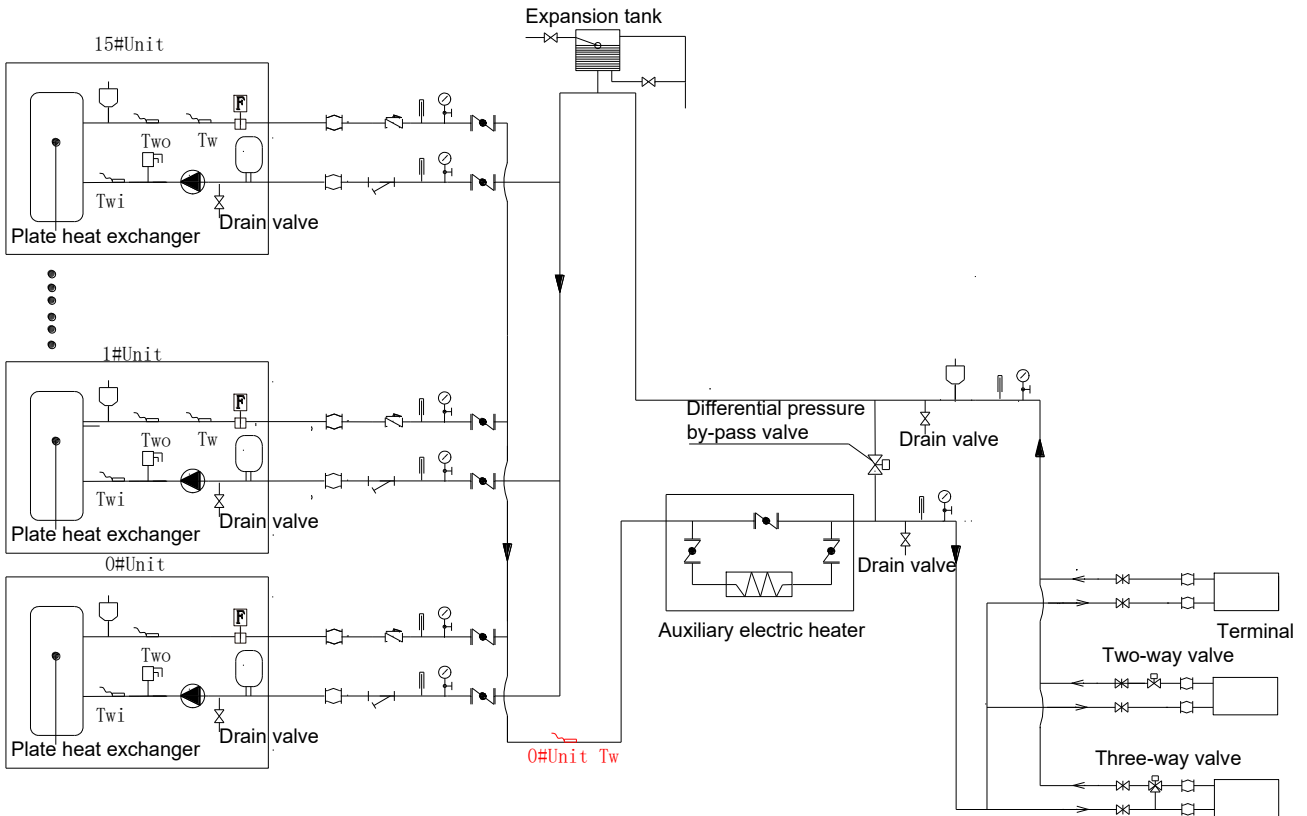 Expansion tank
15#Unit
F
Two
Tw
Twi
Drain valve
Plate heat exchanger
1#Unit
F
Two
Tw
Twi
Drain valve
Plate heat exchanger
0#Unit
F
Two
Twi
Drain valve
Plate heat exchanger
0#Unit Tw
Differential pressure
by-pass valve
Drain valve
Drain valve
Auxiliary electric heater
Terminal
Two-way valve
Three-way valve